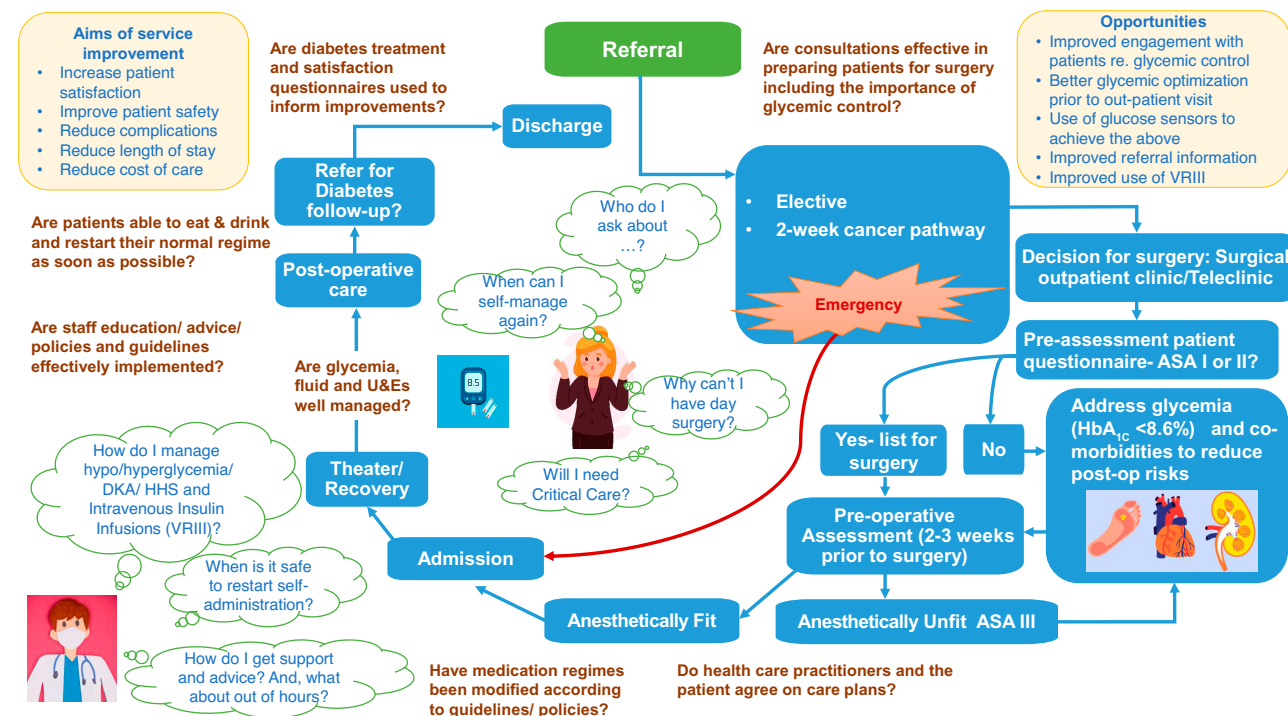 Aims of service
improvement
• Increase patient
satisfaction
• Improve patient safety
• Reduce complications
• Reduce length of stay
• Reduce cost of care
Are diabetes treatment
and satisfaction
questionnaires used to
inform improvements?
Referral
Are consultations effective in
preparing patients for surgery
including the importance of
glycemic control?
Opportunities
• Improved engagement with
patients re. glycemic control
• Better glycemic optimization
prior to out-patient visit
• Use of glucose sensors to
achieve the above
• Improved referral information
• Improved use of VRIII
Discharge
Refer for
Diabetes
follow-up?
Who do I
ask about
…?
• Elective
• 2-week cancer pathway
Emergency
Are patients able to eat & drink
and restart their normal regime
as soon as possible?
Post-operative
care
When can I
self-manage
again?
Decision for surgery: Surgical
outpatient clinic/Teleclinic
Are staff education/ advice/
policies and guidelines
effectively implemented?
Are glycemia,
fluid and U&Es
well managed?
8.5
Why can't I
have day
surgery?
Pre-assessment patient
questionnaire- ASA I or II?
Yes- list for
surgery
No
Address glycemia
(HbA1C <8.6%) and co-
morbidities to reduce
post-op risks
How do I manage
hypo/hyperglycemia/
DKA/ HHS and
Intravenous Insulin
Infusions (VRIII)?
Theater/
Recovery
Will I need
Critical Care?
Pre-operative
Assessment (2-3 weeks
prior to surgery)
Admission
When is it safe
to restart self-
administration?
Anesthetically Fit
Anesthetically Unfit ASA III
How do I get support
and advice? And, what
about out of hours?
Have medication regimes
been modified according
to guidelines/ policies?
Do health care practitioners and the
patient agree on care plans?